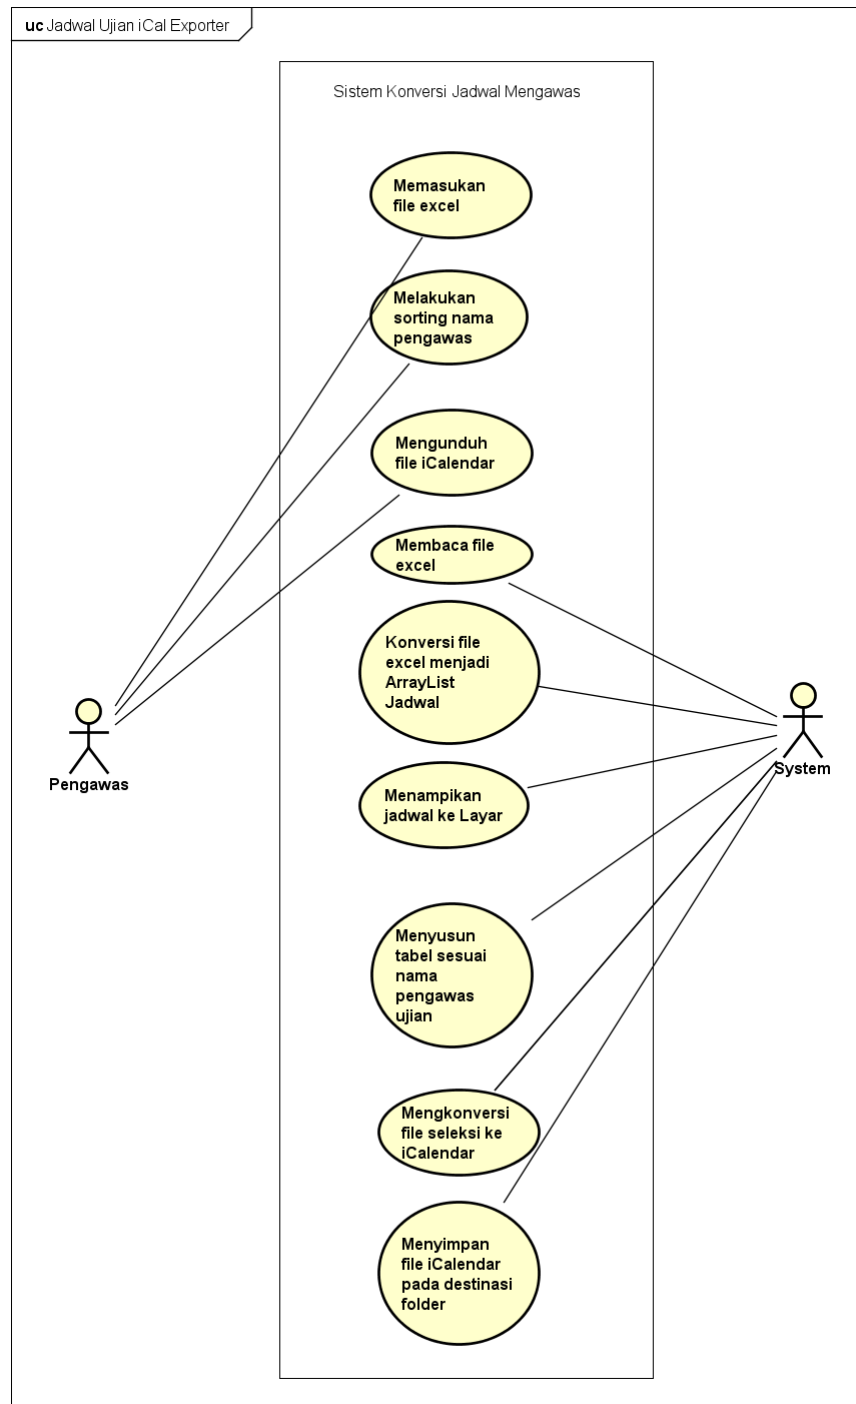 uc Jadwal Ujian iCal Exporter
Sistem Konversi Jadwal Mengawas
Memasukan
file excel
Melakukan
sorting nama
pengawas
Mengunduh
file iCalendar
Membaca file
excel
Konversi file
excel menjadi
ArrayList
Jadwal
Pengawas
System
Menampikan
jadwal ke Layar
Menyusun
tabel sesuai
nama
pengawas
ujian
Mengkonversi
file seleksi ke
iCalendar
Menyimpan
file iCalendar
pada destinasi
folder